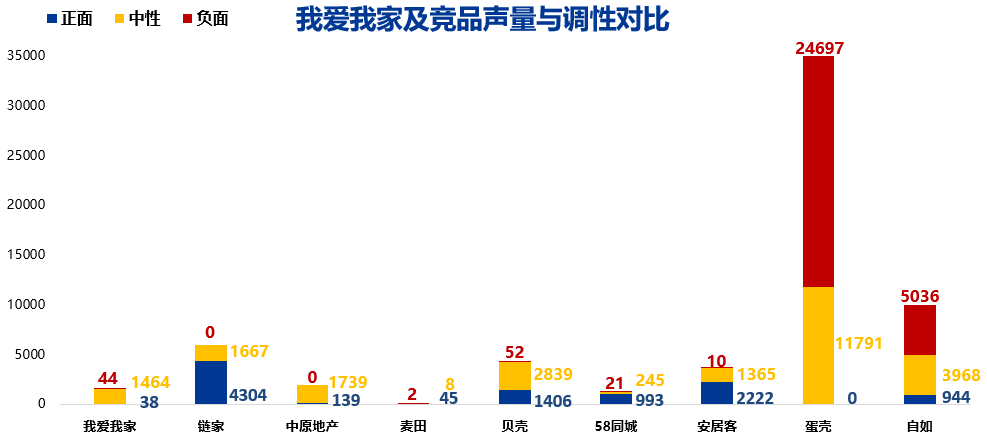 我爱我家及竞品声量与调性对比
正面 中性 负面
35000
30000
25000
20000
15000
10000
5000
0
44 1464 38
0 1667 4304
0 1739 139
2 8 45
52 2839 1406
21 245 993
10 1365 2222
24697 11791 0
5036 3968 944
我爱我家 链家 中原地产 麦田 贝壳 58同城 安居客 蛋壳 自如